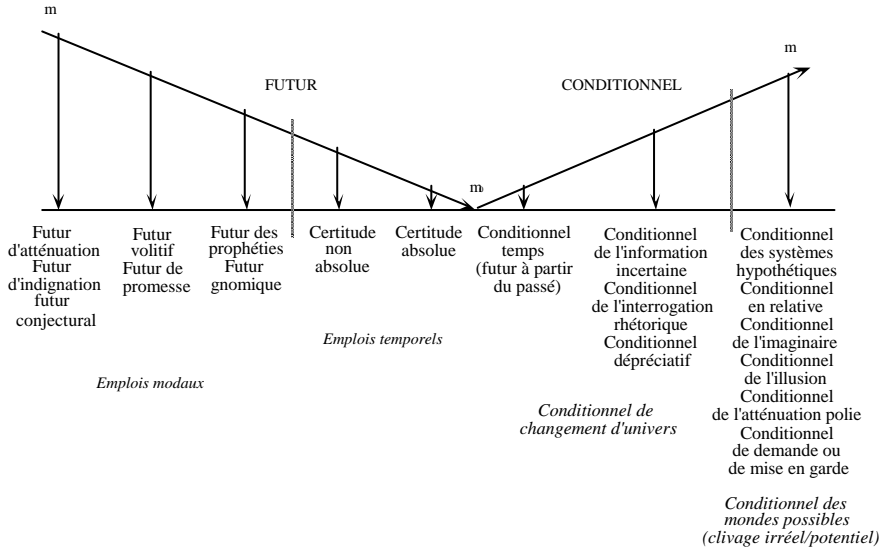 m
m
FUTUR
CONDITIONNEL
m
Futur
d'atténuation
Futur
d'indignation
futur
conjectural
Futur
volitif
Futur de
promesse
Futur des
prophéties
Futur
gnomique
Certitude
non
absolue
Certitude
absolue
Conditionnel
temps
(futur à partir
du passé)
Conditionnel
de l'information
incertaine
Conditionnel
de l'interrogation
rhétorique
Conditionnel
dépréciatif
Conditionnel
des systèmes
hypothétiques
Conditionnel
en relative
Conditionnel
de l'imaginaire
Conditionnel
de l'illusion
Conditionnel
de l'atténuation polie
Conditionnel
de demande ou
de mise en garde
Emplois temporels
Emplois modaux
Conditionnel de
changement d'univers
Conditionnel des
mondes possibles
(clivage irréel/potentiel)